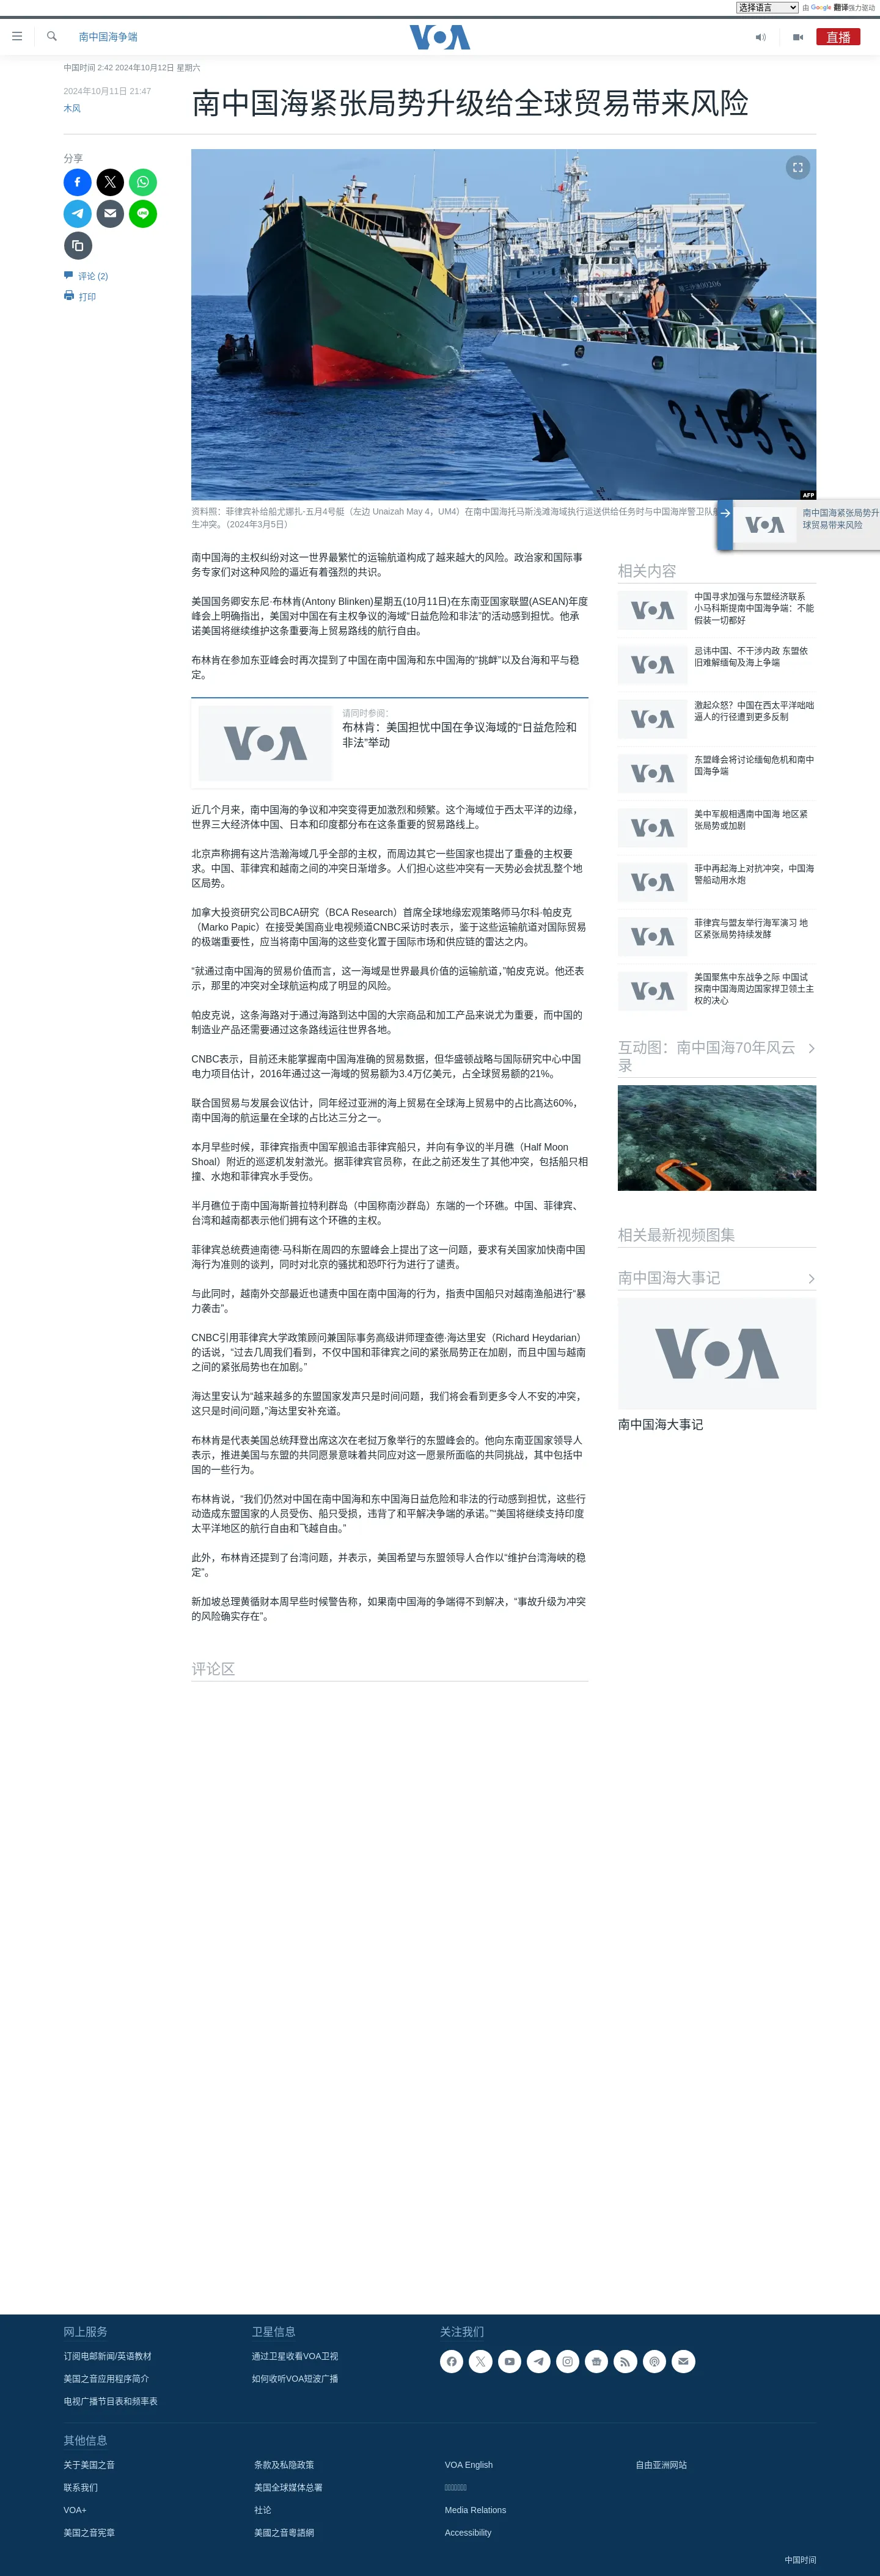 选择语言 由 Google 翻译强力驱动
南中国海争端
VOA
直播
中国时间 2:42 2024年10月12日 星期六
2024年10月11日 21:47
木风
南中国海紧张局势升级给全球贸易带来风险
分享
评论 (2)
打印
21555
AFP
资料照：菲律宾补给船尤娜扎-五月4号艇（左边 Unaizah May 4，UM4）在南中国海托马斯浅滩海域执行运送供给任务时与中国海岸警卫队
生冲突。（2024年3月5日）
南中国海紧张局势升
球贸易带来风险
南中国海的主权纠纷对这一世界最繁忙的运输航道构成了越来越大的风险。政治家和国际事
务专家们对这种风险的逼近有着强烈的共识。
美国国务卿安东尼·布林肯(Antony Blinken)星期五(10月11日)在东南亚国家联盟(ASEAN)年度
峰会上明确指出，美国对中国在有主权争议的海域“日益危险和非法”的活动感到担忧。他承
诺美国将继续维护这条重要海上贸易路线的航行自由。
布林肯在参加东亚峰会时再次提到了中国在南中国海和东中国海的“挑衅”以及台海和平与稳
定。
请同时参阅：
布林肯：美国担忧中国在争议海域的“日益危险和
非法”举动
近几个月来，南中国海的争议和冲突变得更加激烈和频繁。这个海域位于西太平洋的边缘，
世界三大经济体中国、日本和印度都分布在这条重要的贸易路线上。
北京声称拥有这片浩瀚海域几乎全部的主权，而周边其它一些国家也提出了重叠的主权要
求。中国、菲律宾和越南之间的冲突日渐增多。人们担心这些冲突有一天势必会扰乱整个地
区局势。
加拿大投资研究公司BCA研究（BCA Research）首席全球地缘宏观策略师马尔科·帕皮克
（Marko Papic）在接受美国商业电视频道CNBC采访时表示，鉴于这些运输航道对国际贸易
的极端重要性，应当将南中国海的这些变化置于国际市场和供应链的雷达之内。
“就通过南中国海的贸易价值而言，这一海域是世界最具价值的运输航道，”帕皮克说。他还表
示，那里的冲突对全球航运构成了明显的风险。
帕皮克说，这条海路对于通过海路到达中国的大宗商品和加工产品来说尤为重要，而中国的
制造业产品还需要通过这条路线运往世界各地。
CNBC表示，目前还未能掌握南中国海准确的贸易数据，但华盛顿战略与国际研究中心中国
电力项目估计，2016年通过这一海域的贸易额为3.4万亿美元，占全球贸易额的21%。
联合国贸易与发展会议估计，同年经过亚洲的海上贸易在全球海上贸易中的占比高达60%，
南中国海的航运量在全球的占比达三分之一。
本月早些时候，菲律宾指责中国军舰追击菲律宾船只，并向有争议的半月礁（Half Moon
Shoal）附近的巡逻机发射激光。据菲律宾官员称，在此之前还发生了其他冲突，包括船只相
撞、水炮和菲律宾水手受伤。
半月礁位于南中国海斯普拉特利群岛（中国称南沙群岛）东端的一个环礁。中国、菲律宾、
台湾和越南都表示他们拥有这个环礁的主权。
菲律宾总统费迪南德·马科斯在周四的东盟峰会上提出了这一问题，要求有关国家加快南中国
海行为准则的谈判，同时对北京的骚扰和恐吓行为进行了谴责。
与此同时，越南外交部最近也谴责中国在南中国海的行为，指责中国船只对越南渔船进行“暴
力袭击”。
CNBC引用菲律宾大学政策顾问兼国际事务高级讲师理查德·海达里安（Richard Heydarian）
的话说，“过去几周我们看到，不仅中国和菲律宾之间的紧张局势正在加剧，而且中国与越南
之间的紧张局势也在加剧。”
海达里安认为“越来越多的东盟国家发声只是时间问题，我们将会看到更多令人不安的冲突，
这只是时间问题，”海达里安补充道。
布林肯是代表美国总统拜登出席这次在老挝万象举行的东盟峰会的。他向东南亚国家领导人
表示，推进美国与东盟的共同愿景意味着共同应对这一愿景所面临的共同挑战，其中包括中
国的一些行为。
布林肯说，“我们仍然对中国在南中国海和东中国海日益危险和非法的行动感到担忧，这些行
动造成东盟国家的人员受伤、船只受损，违背了和平解决争端的承诺。”“美国将继续支持印度
太平洋地区的航行自由和飞越自由。”
此外，布林肯还提到了台湾问题，并表示，美国希望与东盟领导人合作以“维护台湾海峡的稳
定”。
新加坡总理黄循财本周早些时候警告称，如果南中国海的争端得不到解决，“事故升级为冲突
的风险确实存在”。
评论区
相关内容
中国寻求加强与东盟经济联系
小马科斯提南中国海争端：不能
假装一切都好
忌讳中国、不干涉内政 东盟依
旧难解缅甸及海上争端
激起众怒？中国在西太平洋咄咄
逼人的行径遭到更多反制
东盟峰会将讨论缅甸危机和南中
国海争端
美中军舰相遇南中国海 地区紧
张局势或加剧
菲中再起海上对抗冲突，中国海
警船动用水炮
菲律宾与盟友举行海军演习 地
区紧张局势持续发酵
美国聚焦中东战争之际 中国试
探南中国海周边国家捍卫领土主
权的决心
互动图：南中国海70年风云
录
相关最新视频图集
南中国海大事记
VOA
南中国海大事记
网上服务
订阅电邮新闻/英语教材
美国之音应用程序简介
电视广播节目表和频率表
卫星信息
通过卫星收看VOA卫视
如何收听VOA短波广播
关注我们
其他信息
关于美国之音
联系我们
VOA+
美国之音宪章
条款及私隐政策
美国全球媒体总署
社论
美國之音粵語網
VOA English
Media Relations
Accessibility
自由亚洲网站
中国时间